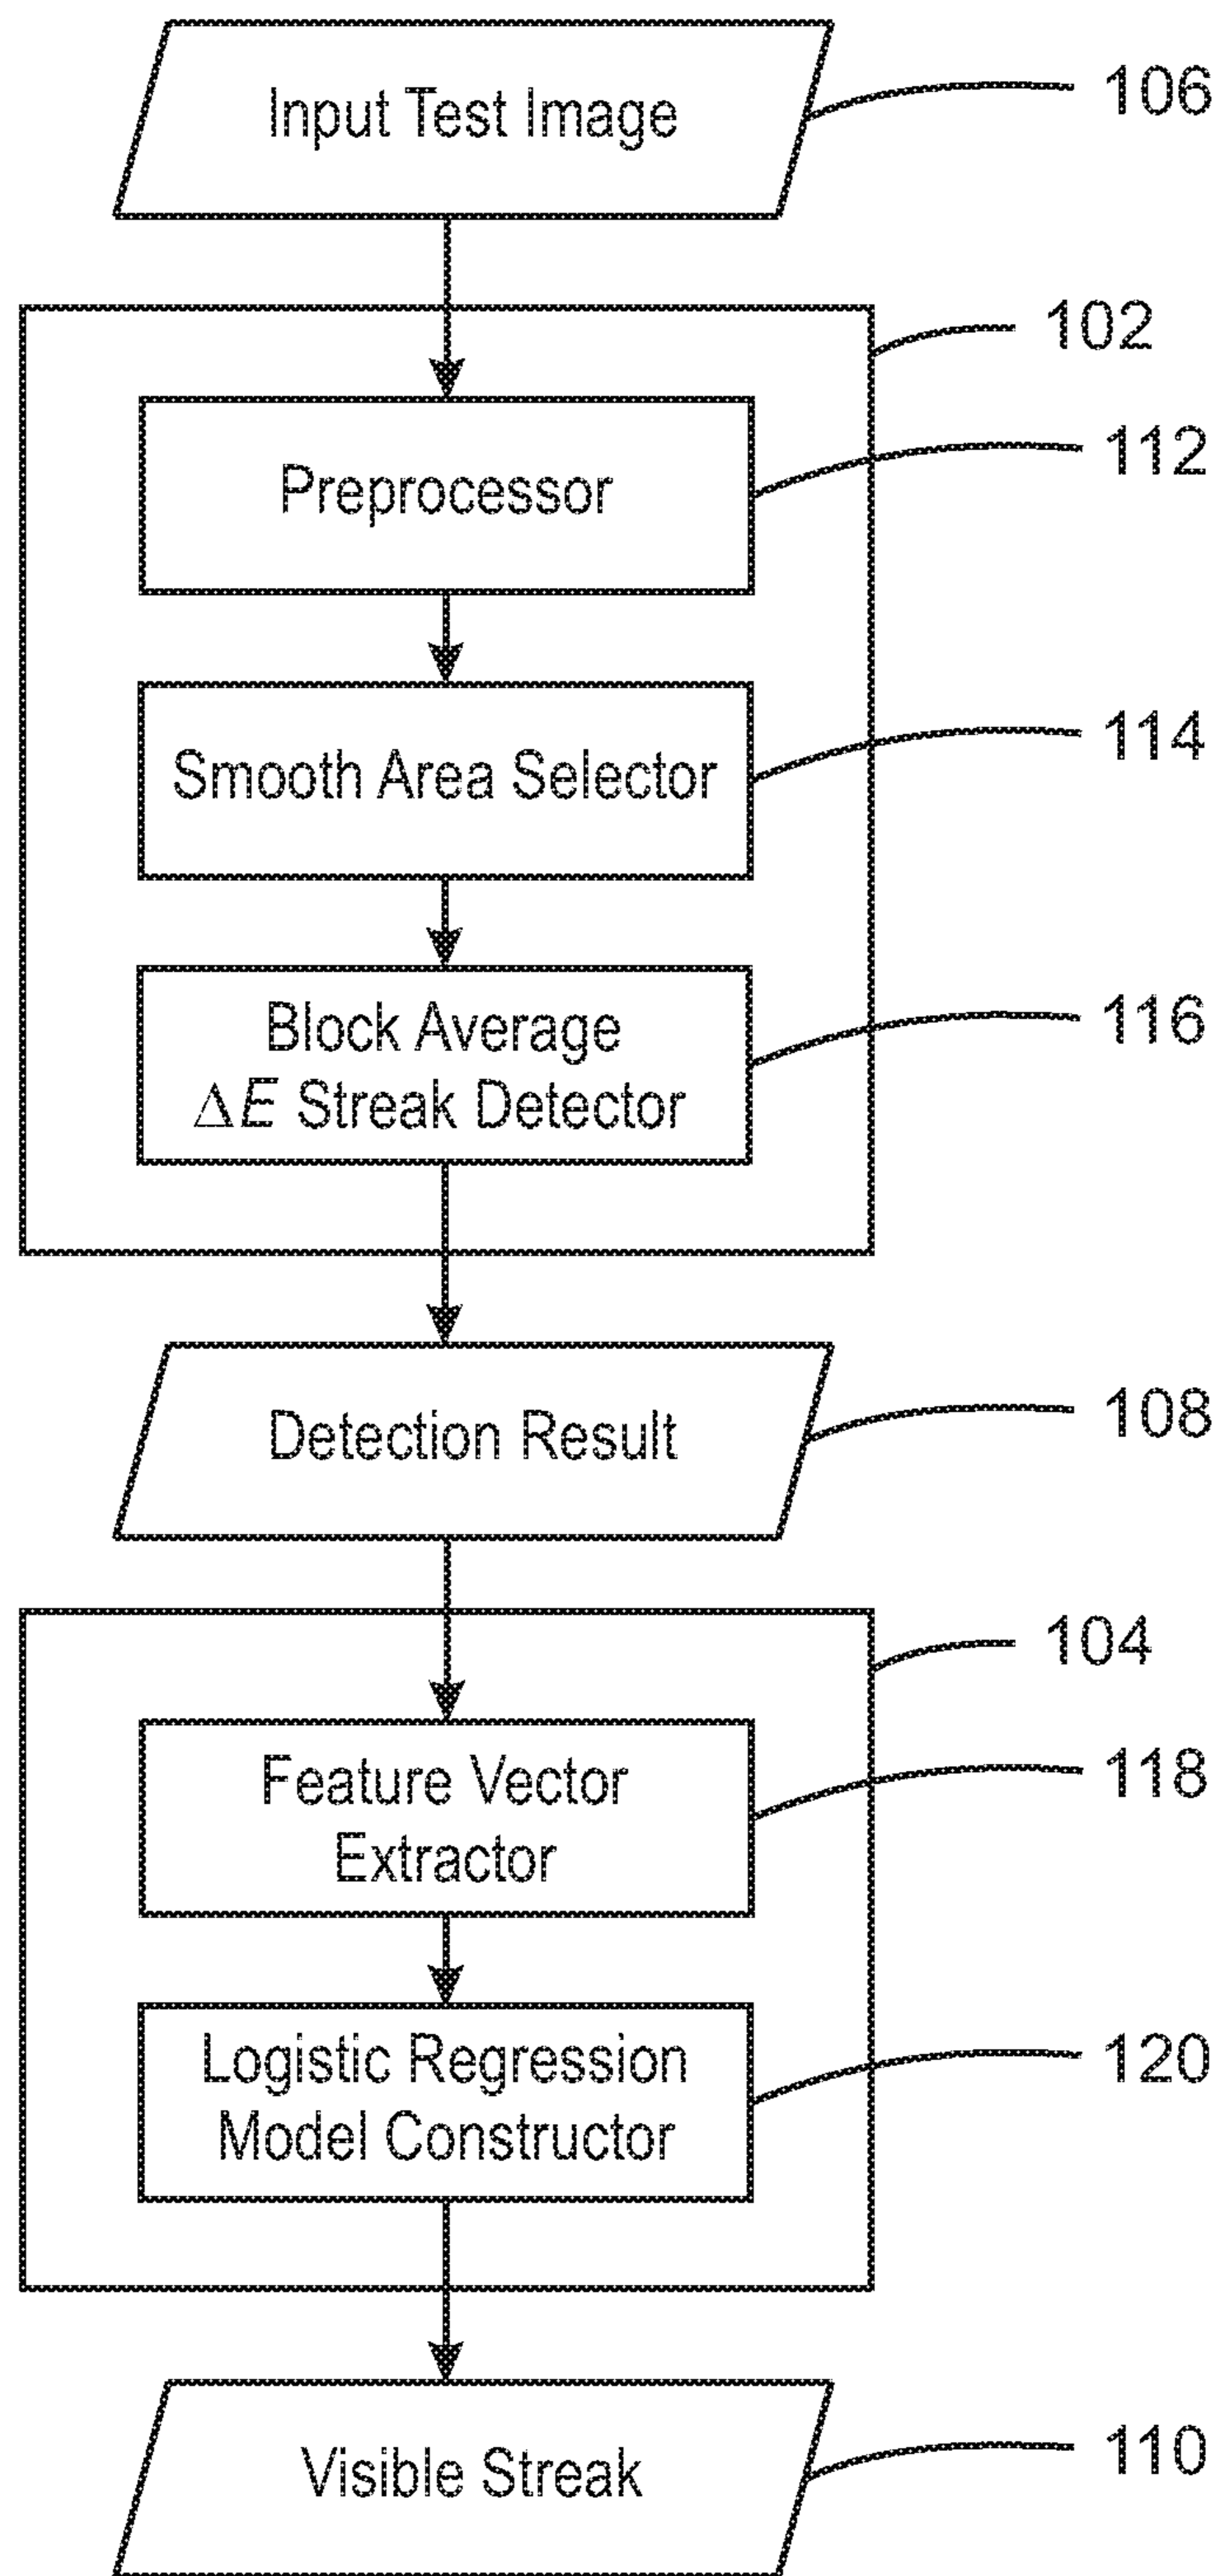 Input Test Image
106
102
Preprocessor
112
Smooth Area Selector
114
Block Average
ΔE Streak Detector
116
Detection Result
108
104
Feature Vector
Extractor
118
Logistic Regression
Model Constructor
120
Visible Streak
110